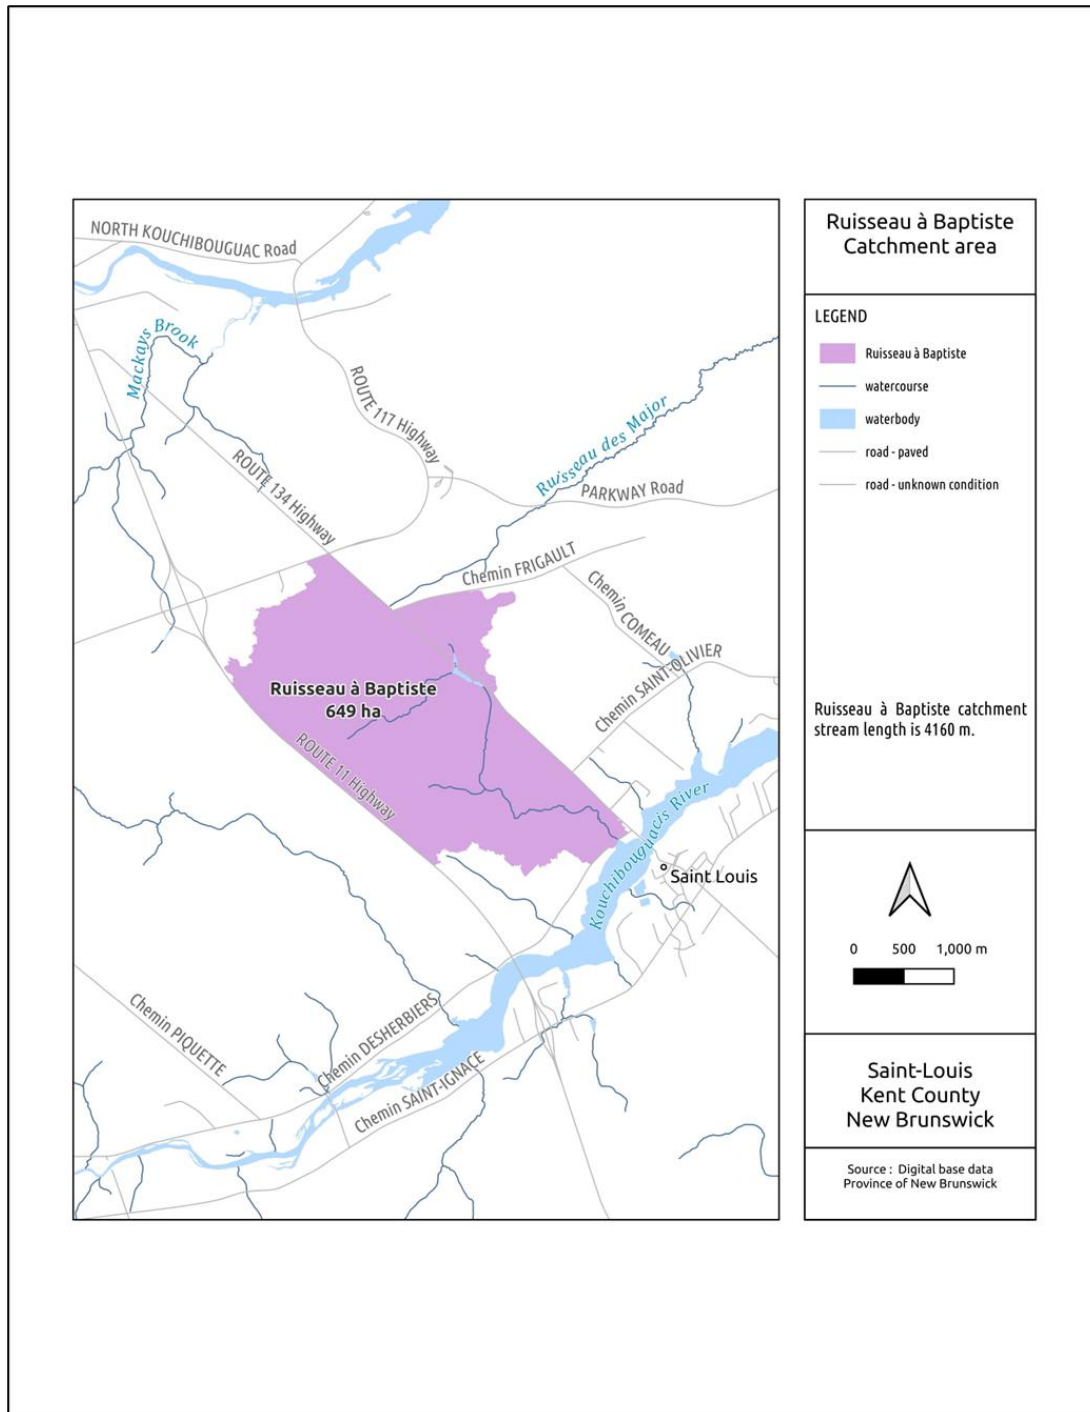 NORTH KOUCHIBOUGUAC Road
Mackays Brook
ROUTE 117 Highway
Ruisseau des Major
ROUTE 134 Highway
PARKWAY Road
Chemin FRIGAULT
Chemin COMEAU
Chemin SAINT-OLIVIER
Ruisseau à Baptiste
649 ha
ROUTE 11 Highway
Kouchibouguacis River
Saint Louis
Chemin PIQUETTE
Chemin DESHERBIERS
Chemin SAINT-IGNACE
Ruisseau à Baptiste
Catchment area
LEGEND
Ruisseau à Baptiste
watercourse
waterbody
road - paved
road - unknown condition
Ruisseau à Baptiste catchment
stream length is 4160 m.
0 500 1,000 m
Saint-Louis
Kent County
New Brunswick
Source : Digital base data
Province of New Brunswick